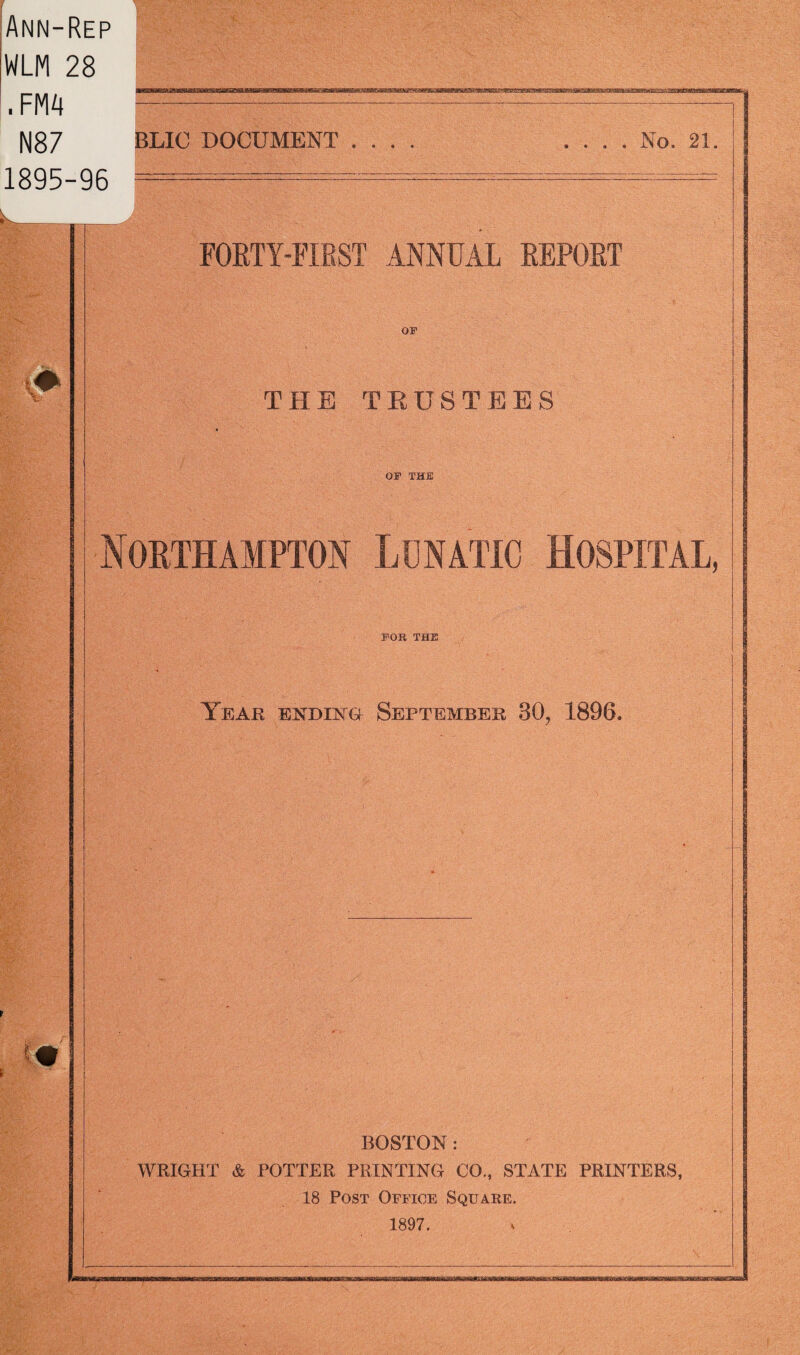 Ann-Rep
WLM 28
.FM4
N87
1895-96
BLIC DOCUMENT . . . . . . . . No. 21.
FORTY-FIRST ANNUAL REPORT
OF
THE TRUSTEES
OF THE
Northampton Lunatic Hospital,
FOR THE
Year ending September 30, 1896.
BOSTON:
WRIGHT & POTTER PRINTING CO., STATE PRINTERS,
18 Post Office Square.
1897.